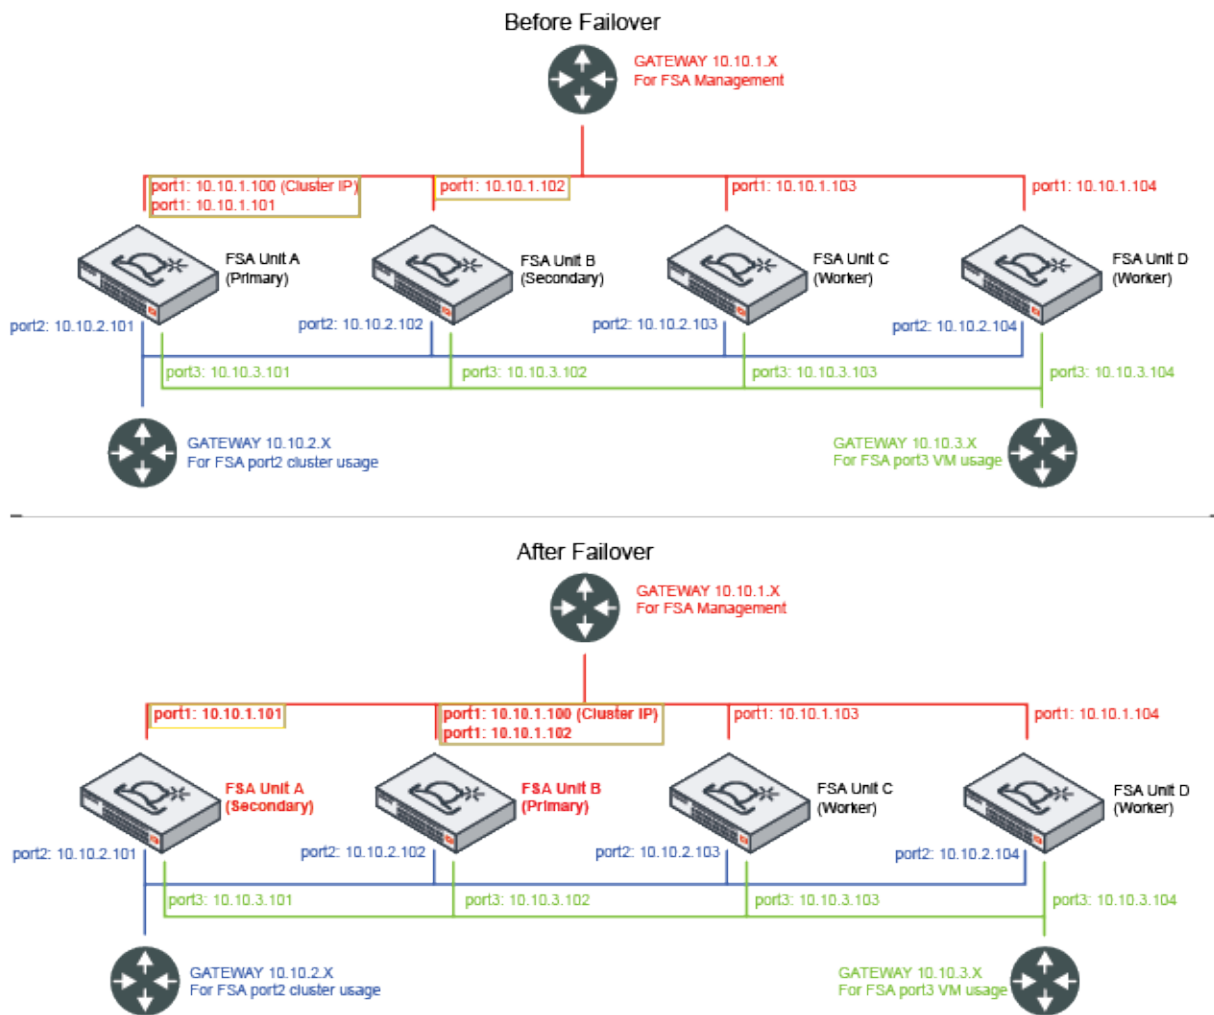 Before Failover
GATEWAY 10.10.1.X
For FSA Management
port1: 10.10.1.100 (Cluster IP)
port1: 10.10.1.101
port1: 10.10.1.102
port1: 10.10.1.103
port1: 10.10.1.104
FSA Unit A
(Primary)
FSA Unit B
(Secondary)
FSA Unit C
(Worker)
FSA Unit D
(Worker)
port2: 10.10.2.101
port2: 10.10.2.102
port2: 10.10.2.103
port2: 10.10.2.104
port3: 10.10.3.101
port3: 10.10.3.102
port3: 10.10.3.103
port3: 10.10.3.104
GATEWAY 10.10.2.X
For FSA port2 cluster usage
GATEWAY 10.10.3.X
For FSA port3 VM usage
After Failover
GATEWAY 10.10.1.X
For FSA Management
port1: 10.10.1.101
port1: 10.10.1.100 (Cluster IP)
port1: 10.10.1.102
port1: 10.10.1.103
port1: 10.10.1.104
FSA Unit A
(Secondary)
FSA Unit B
(Primary)
FSA Unit C
(Worker)
FSA Unit D
(Worker)
port2: 10.10.2.101
port2: 10.10.2.102
port2: 10.10.2.103
port2: 10.10.2.104
port3: 10.10.3.101
port3: 10.10.3.102
port3: 10.10.3.103
port3: 10.10.3.104
GATEWAY 10.10.2.X
For FSA port2 cluster usage
GATEWAY 10.10.3.X
For FSA port3 VM usage